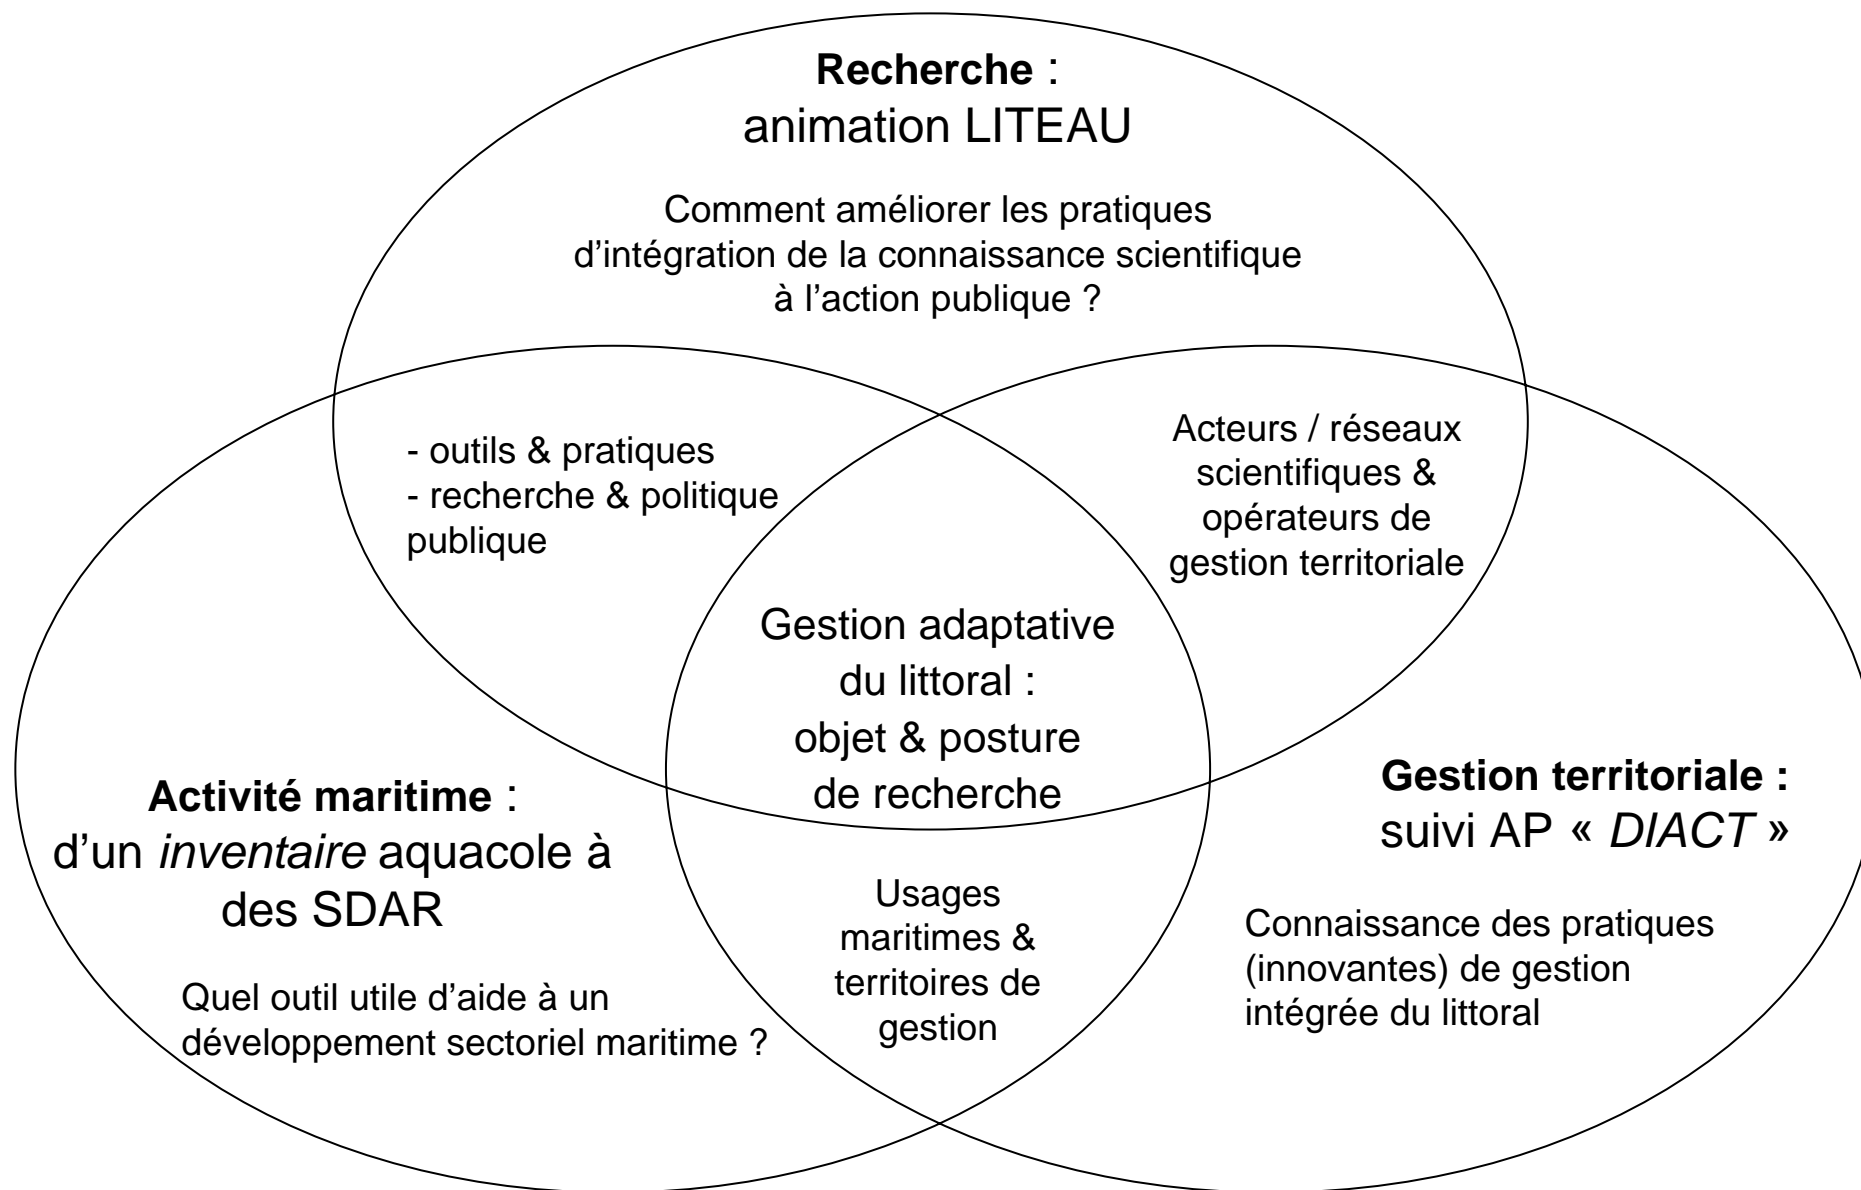 Recherche :
animation LITEAU
Comment améliorer les pratiques
d’intégration de la connaissance scientifique
à l’action publique ?
- outils & pratiques
- recherche & politique
publique
Acteurs / réseaux
scientifiques &
opérateurs de
gestion territoriale
Gestion adaptative
du littoral :
objet & posture
de recherche
Activité maritime :
d’un inventaire aquacole à
des SDAR
Quel outil utile d’aide à un
développement sectoriel maritime ?
Usages
maritimes &
territoires de
gestion
Gestion territoriale :
suivi AP « DIACT »
Connaissance des pratiques
(innovantes) de gestion
intégrée du littoral